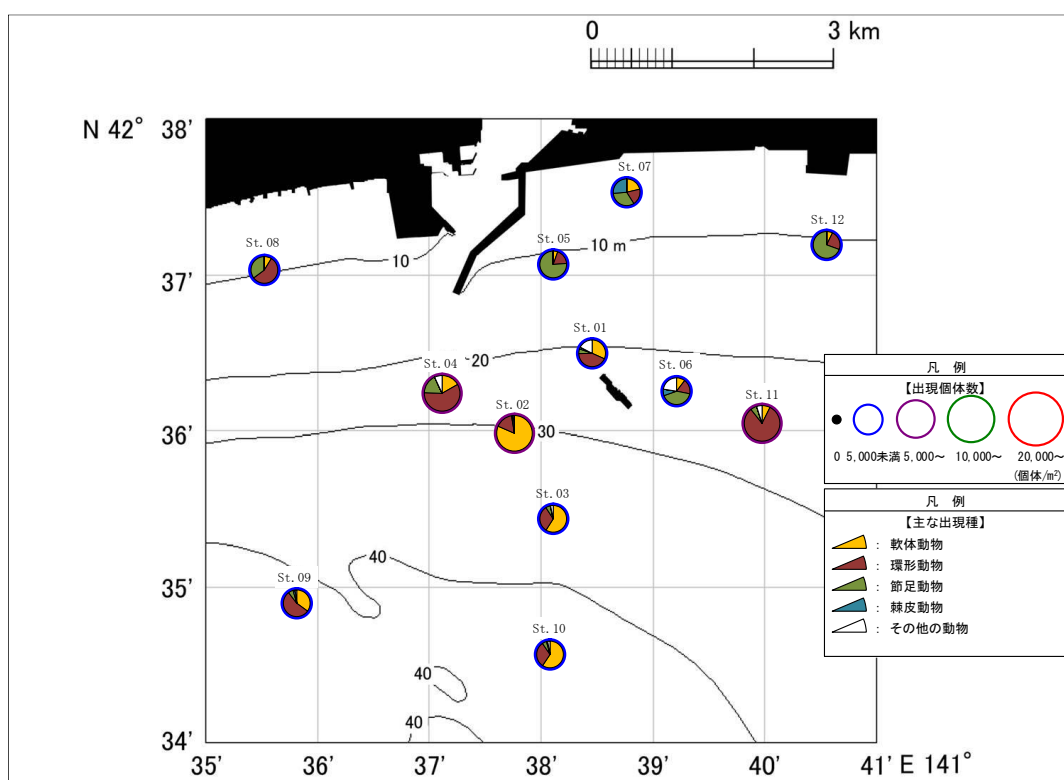 0 3 km
N 42° 38'
St.07
St.12
St.05
10 m
St.08
10
37'
St.01
20
St.04
St.06
St.02
St.11
36'
30
St.03
40
St.09
35'
St.10
40
40
34'
35' 36' 37' 38' 39' 40' 41' E 141°
凡 例
【出現個体数】
0 5,000未満 5,000~ 10,000~ 20,000~
(個体/m²)
凡 例
【主な出現種】
: 軟体動物
: 環形動物
: 節足動物
: 棘皮動物
: その他の動物